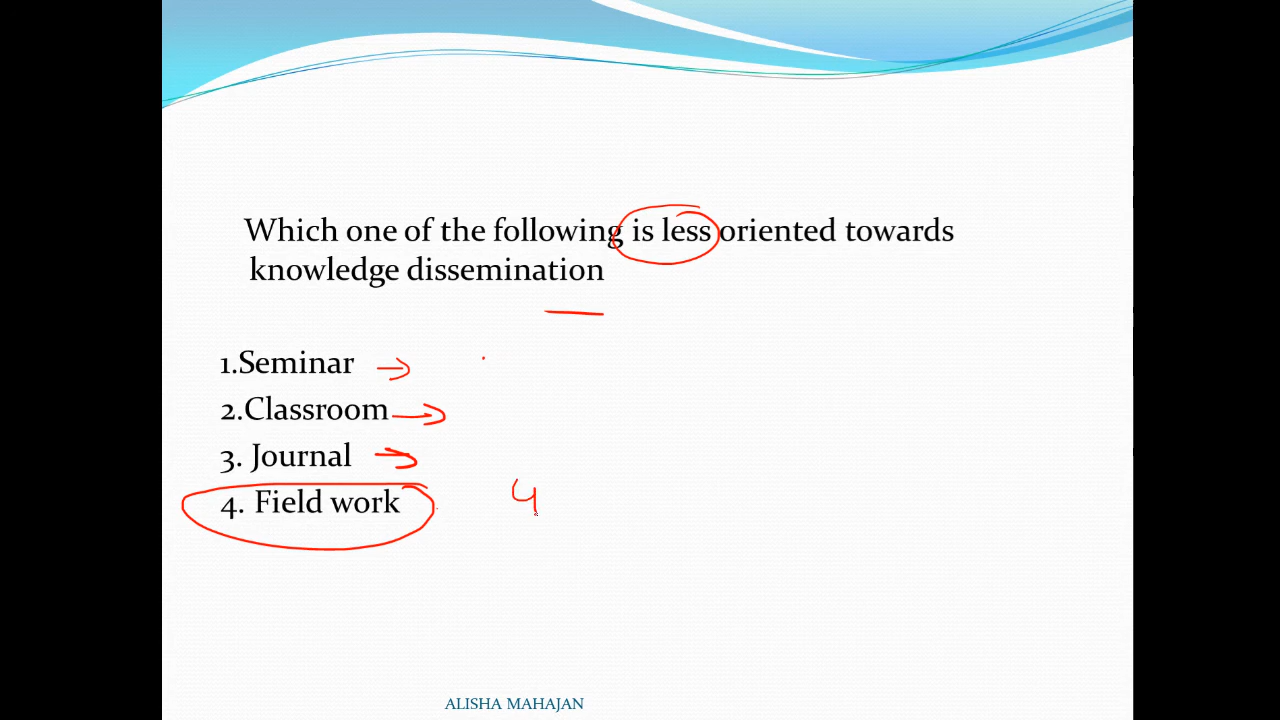 Which one of the following is less oriented towards
knowledge dissemination
1.Seminar
2.Classroom
3. Journal
4. Field work
4
ALISHA MAHAJAN